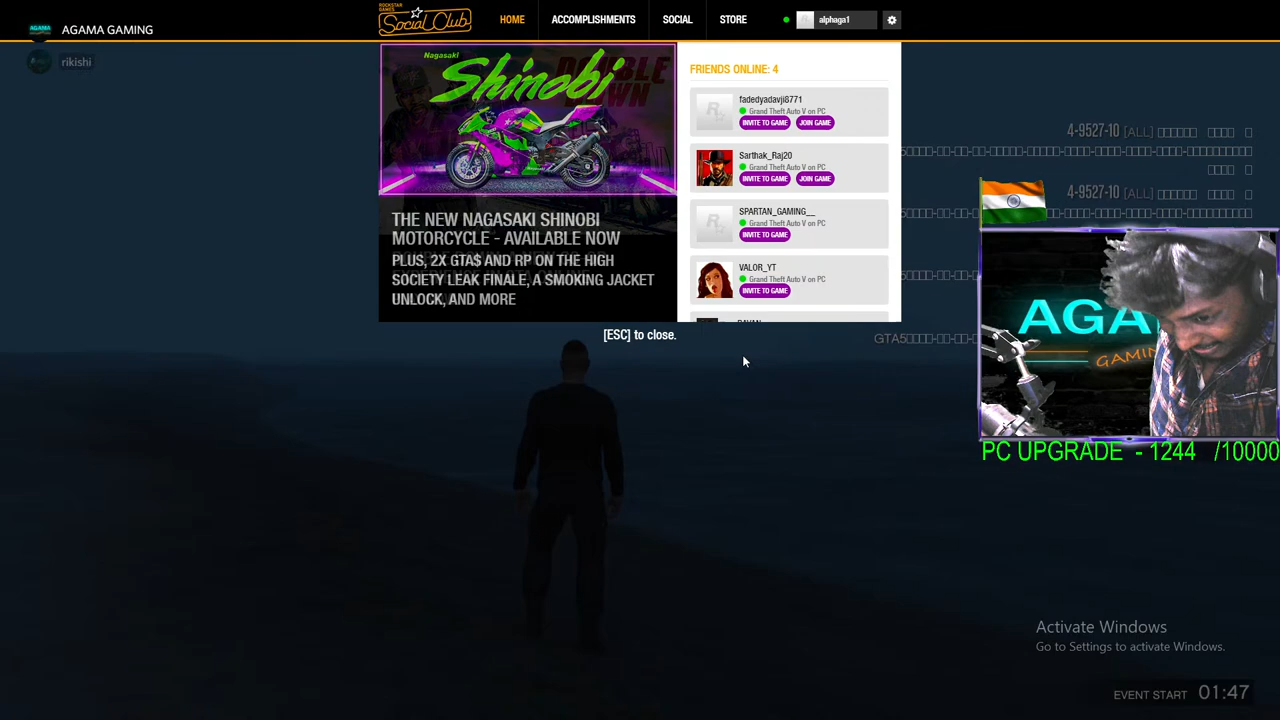 AGAMA GAMING
rikishi
ROCKSTAR GAMES
Social Club
HOME
ACCOMPLISHMENTS
SOCIAL
STORE
alphaga1
Nagasaki
Shinobi
THE NEW NAGASAKI SHINOBI
MOTORCYCLE - AVAILABLE NOW
PLUS, 2X GTA$ AND RP ON THE HIGH
SOCIETY LEAK FINALE, A SMOKING JACKET
UNLOCK, AND MORE
FRIENDS ONLINE: 4
fadedyadavji8771
Grand Theft Auto V on PC
INVITE TO GAME JOIN GAME
Sarthak_Raj20
Grand Theft Auto V on PC
INVITE TO GAME JOIN GAME
SPARTAN_GAMING__
Grand Theft Auto V on PC
INVITE TO GAME
VALOR_YT
Grand Theft Auto V on PC
INVITE TO GAME
[ESC] to close.
4-9527-10 [ALL]
4-9527-10 [ALL]
GTA5
AGA
GAMIN
PC UPGRADE - 1244 /10000
Activate Windows
Go to Settings to activate Windows.
EVENT START 01:47